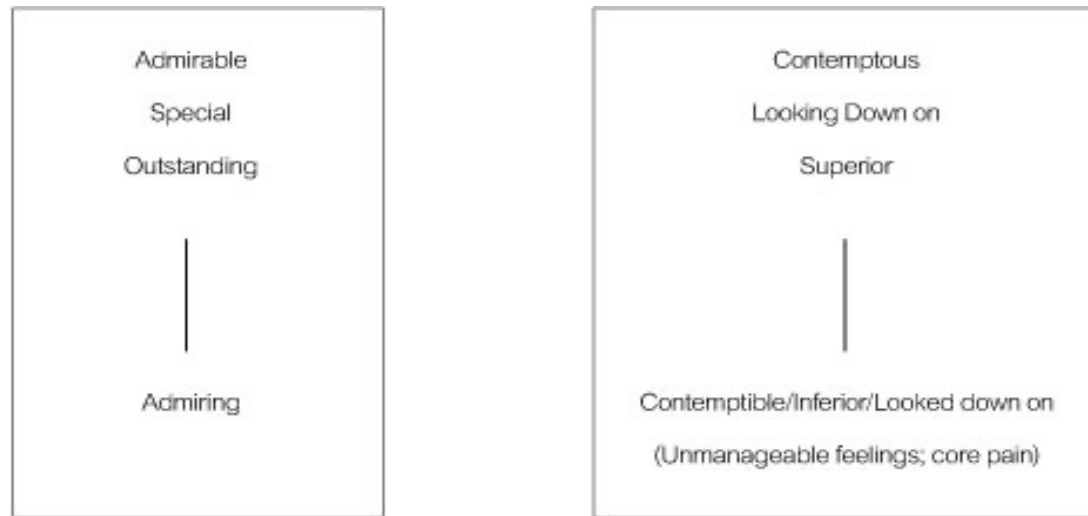 Admirable
Special
Outstanding
Admiring
Contemptous
Looking Down on
Superior
Contemptible/Inferior/Looked down on
(Unmanageable feelings; core pain)